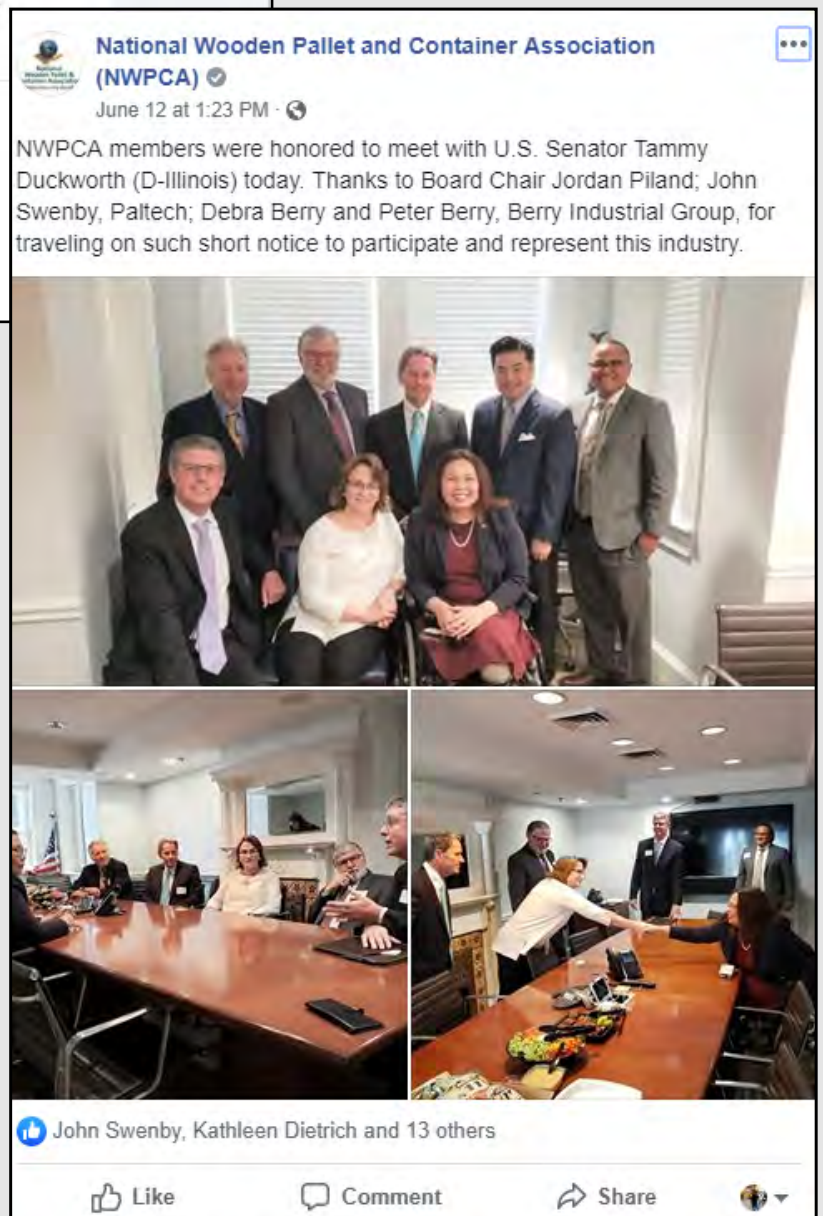 National Wooden Pallet and Container Association
(NWPCA)
June 12 at 1:23 PM ·
NWPCA members were honored to meet with U.S. Senator Tammy
Duckworth (D-Illinois) today. Thanks to Board Chair Jordan Piland; John
Swenby, Paltech; Debra Berry and Peter Berry, Berry Industrial Group, for
traveling on such short notice to participate and represent this industry.
John Swenby, Kathleen Dietrich and 13 others
Like
Comment
Share